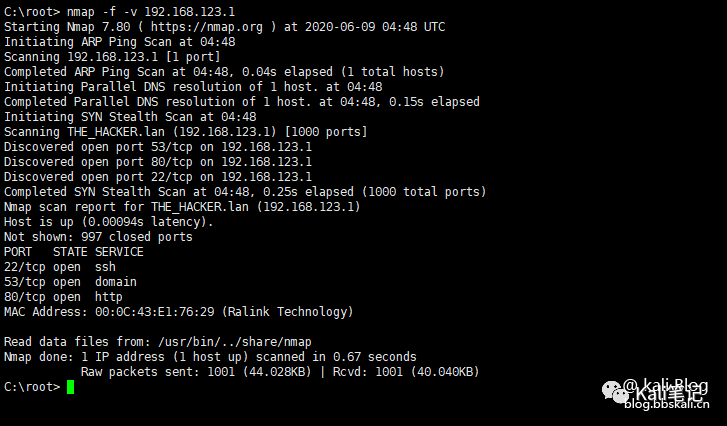 C:\root> nmap -f -v 192.168.123.1
Starting Nmap 7.80 ( https://nmap.org ) at 2020-06-09 04:48 UTC
Initiating ARP Ping Scan at 04:48
Scanning 192.168.123.1 [1 port]
Completed ARP Ping Scan at 04:48, 0.04s elapsed (1 total hosts)
Initiating Parallel DNS resolution of 1 host. at 04:48
Completed Parallel DNS resolution of 1 host. at 04:48, 0.15s elapsed
Initiating SYN Stealth Scan at 04:48
Scanning THE_HACKER.lan (192.168.123.1) [1000 ports]
Discovered open port 53/tcp on 192.168.123.1
Discovered open port 80/tcp on 192.168.123.1
Discovered open port 22/tcp on 192.168.123.1
Completed SYN Stealth Scan at 04:48, 0.25s elapsed (1000 total ports)
Nmap scan report for THE_HACKER.lan (192.168.123.1)
Host is up (0.00094s latency).
Not shown: 997 closed ports
PORT   STATE SERVICE
22/tcp open  ssh
53/tcp open  domain
80/tcp open  http
MAC Address: 00:0C:43:E1:76:29 (Ralink Technology)
Read data files from: /usr/bin/../share/nmap
Nmap done: 1 IP address (1 host up) scanned in 0.67 seconds
Raw packets sent: 1001 (44.028KB) | Rcvd: 1001 (40.040KB)
C:\root>
@ kali-Blog
Kali笔记
blog.bbskali.cn